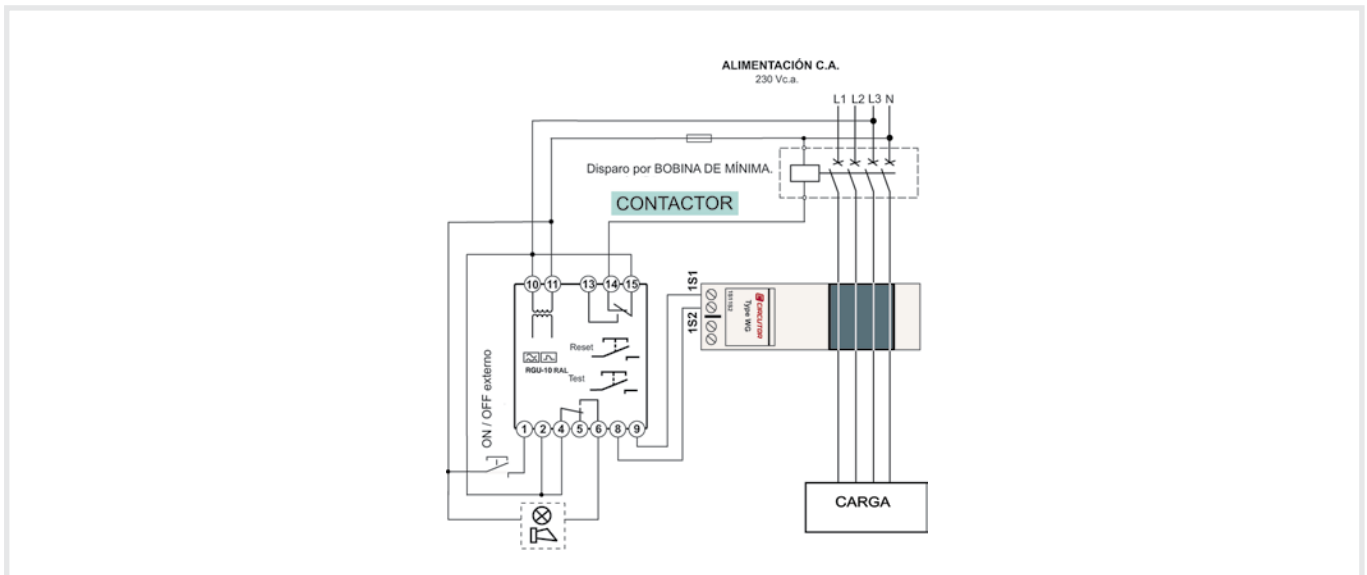 ALIMENTACIÓN C.A.
230 Vc.a.
L1 L2 L3 N
Disparo por BOBINA DE MÍNIMA.
CONTACTOR
10 11 13 14 15
1S1
1S2
1S1 1S2
CIRCUTOR
Type WG
Reset
RGU-10 RAL
Test
ON / OFF externo
1 2 4 5 6 8 9
CARGA